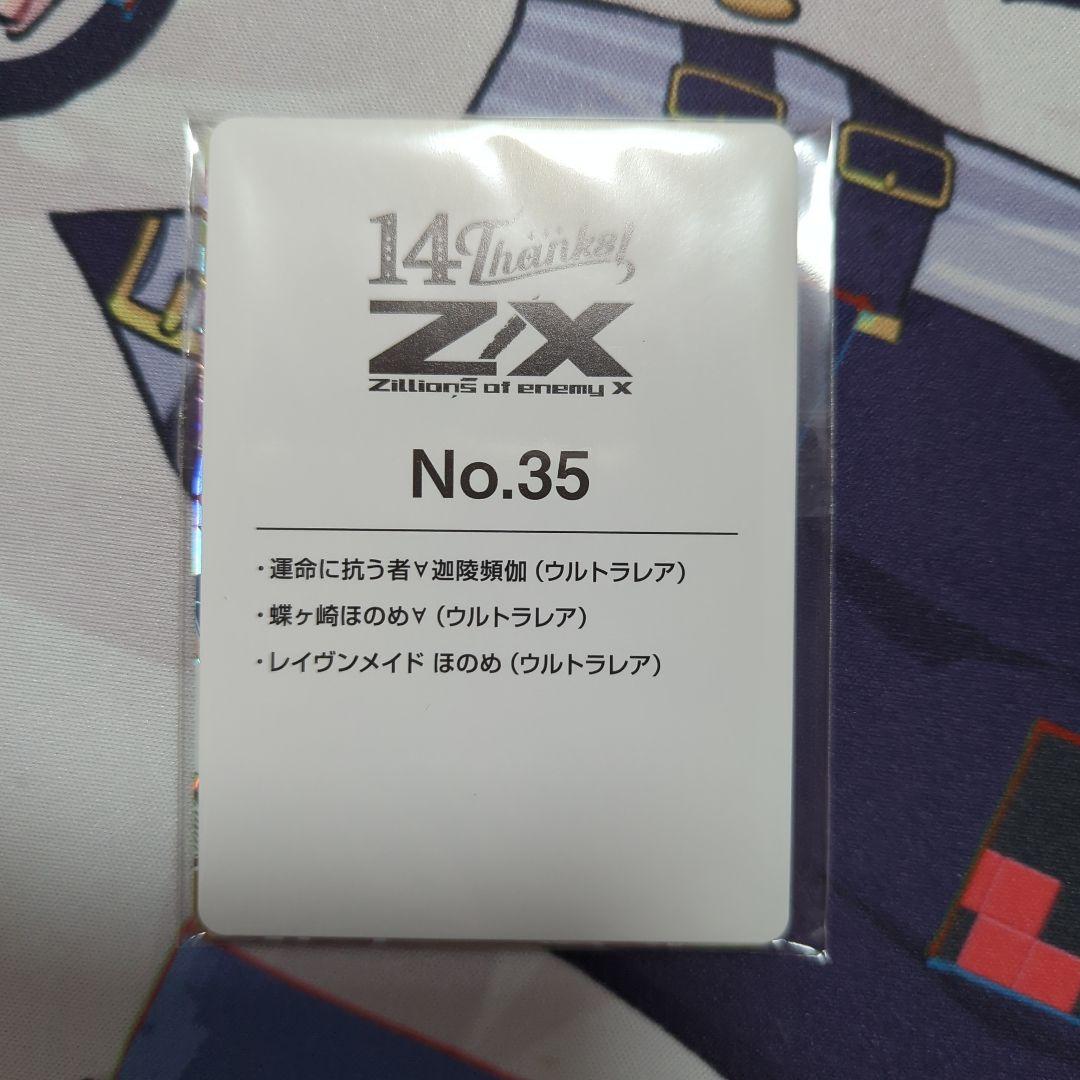 14 Thanks!
Z/X
Zillions of enemy X
No.35
・運命に抗う者∀迦陵頻伽（ウルトラレア）
・蝶ヶ崎ほのめ∀（ウルトラレア）
・レイヴンメイド ほのめ（ウルトラレア）